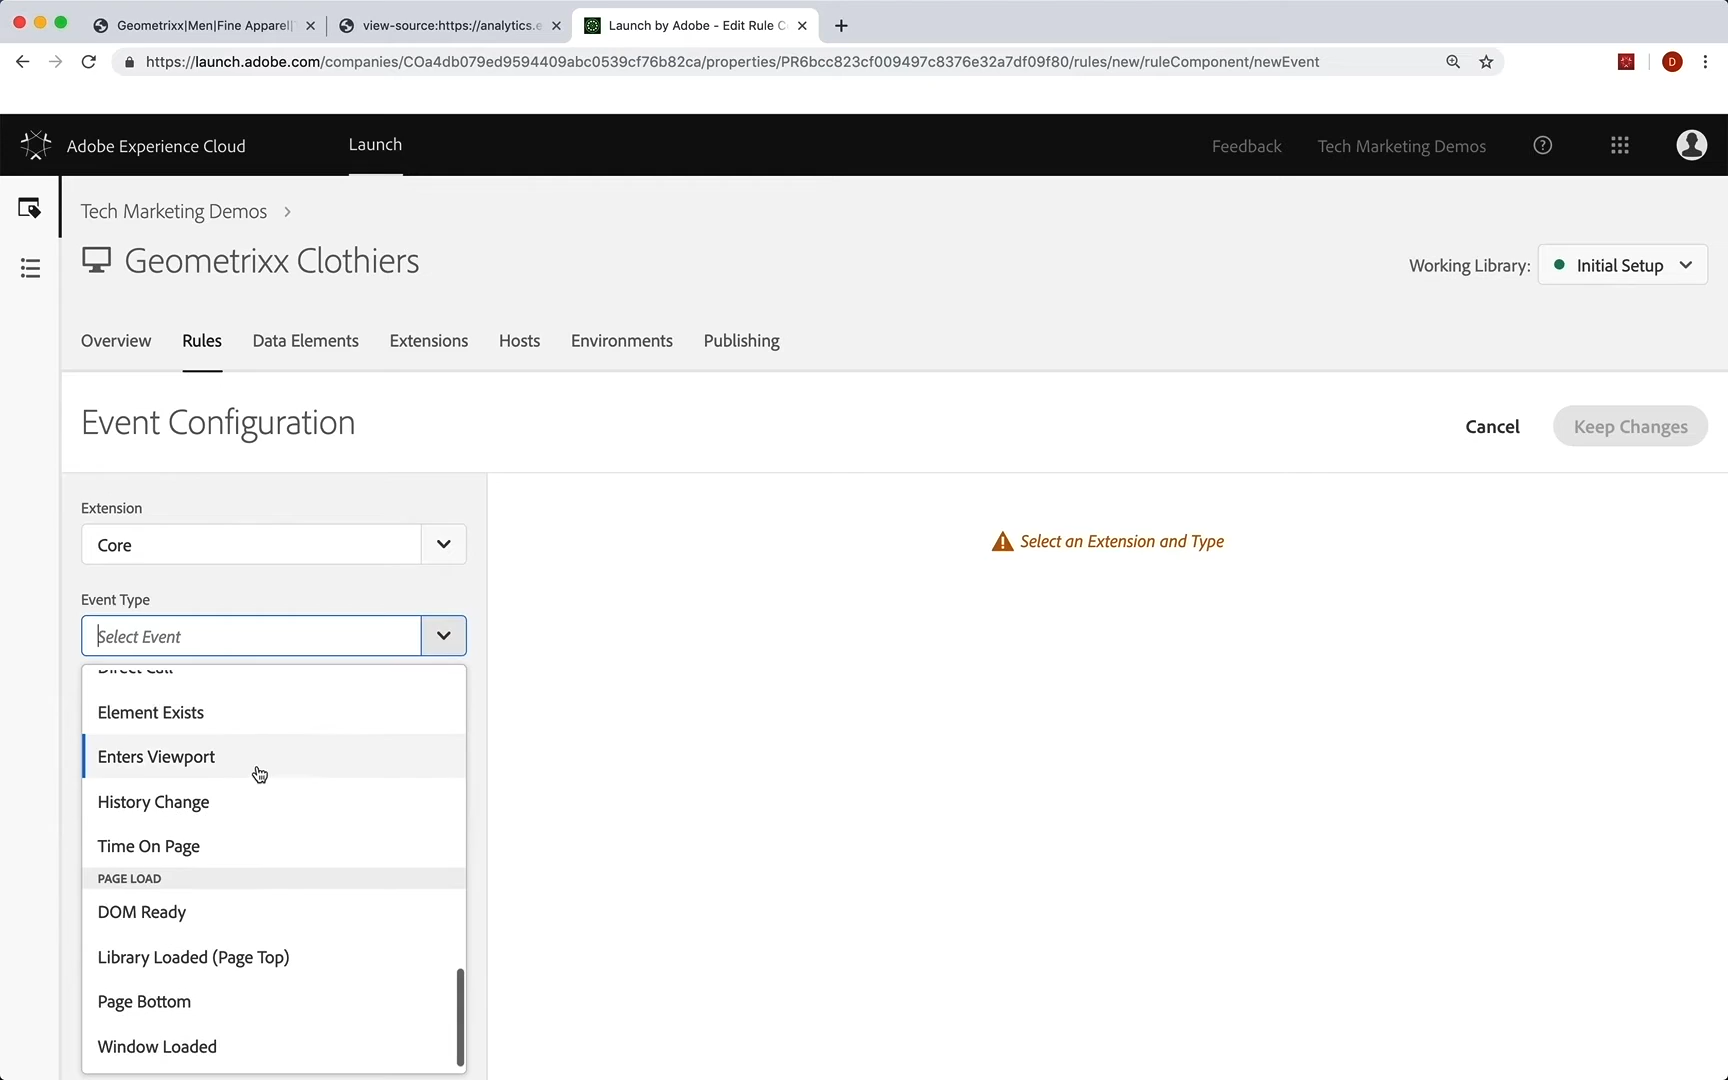 Geometrixx|Men|Fine Apparel|
view-source:https://analytics.e
Launch by Adobe - Edit Rule C
https://launch.adobe.com/companies/COa4db079ed9594409abc0539cf76b82ca/properties/PR6bcc823cf009497c8376e32a7df09f80/rules/new/ruleComponent/newEvent
D
Adobe Experience Cloud
Launch
Feedback
Tech Marketing Demos
Tech Marketing Demos
Geometrixx Clothiers
Working Library:
Initial Setup
Overview
Rules
Data Elements
Extensions
Hosts
Environments
Publishing
Event Configuration
Cancel
Keep Changes
Extension
Core
Select an Extension and Type
Event Type
Select Event
Direct Call
Element Exists
Enters Viewport
History Change
Time On Page
PAGE LOAD
DOM Ready
Library Loaded (Page Top)
Page Bottom
Window Loaded